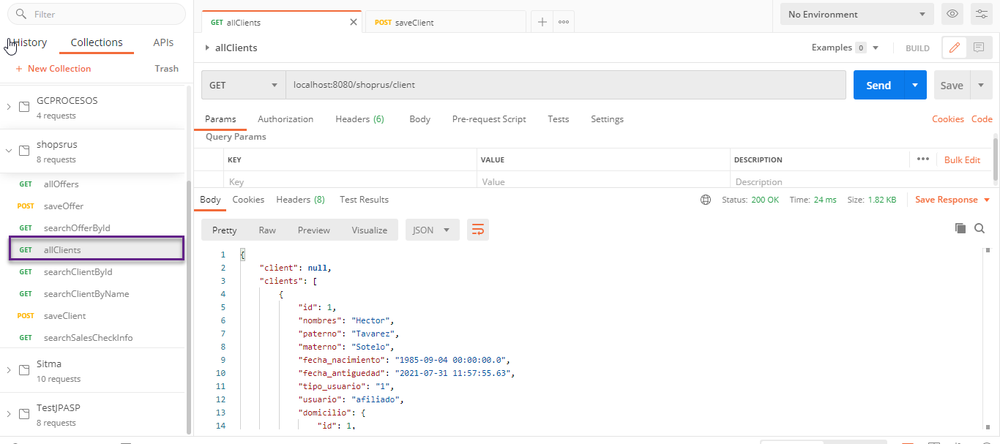 Filter
History Collections APIs
+ New Collection Trash
GCPROCESOS
4 requests
shopsrus
8 requests
GET allOffers
POST saveOffer
GET searchOfferById
GET allClients
GET searchClientById
GET searchClientByName
POST saveClient
GET searchSalesCheckInfo
Sitma
10 requests
TestJPASP
8 requests
GET allClients
POST saveClient
No Environment
allClients
Examples 0
BUILD
GET
localhost:8080/shoprus/client
Send
Save
Params Authorization Headers (6) Body Pre-request Script Tests Settings
Cookies Code
Query Params
KEY VALUE DESCRIPTION
Bulk Edit
Key Value Description
Body Cookies Headers (8) Test Results
Status: 200 OK Time: 24 ms Size: 1.82 KB
Save Response
Pretty Raw Preview Visualize JSON
1 {
2 "client": null,
3 "clients": [
4 {
5 "id": 1,
6 "nombres": "Hector",
7 "paterno": "Tavarez",
8 "materno": "Sotelo",
9 "fecha_nacimiento": "1985-09-04 00:00:00.0",
10 "fecha_antiguedad": "2021-07-31 11:57:55.63",
11 "tipo_usuario": "1",
12 "usuario": "afiliado",
13 "domicilio": {
14 "id": 1,